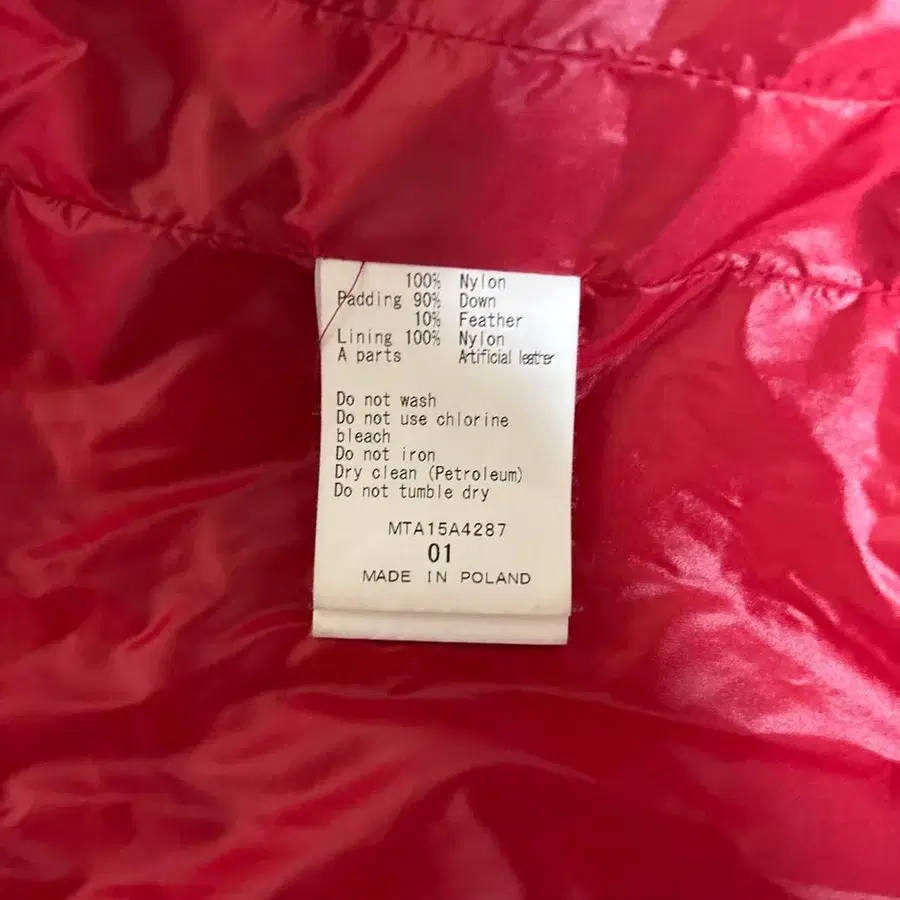 100% Nylon
Padding 90% Down
10% Feather
Lining 100% Nylon
A parts Artificial leather
Do not wash
Do not use chlorine
bleach
Do not iron
Dry clean (Petroleum)
Do not tumble dry
MTA15A4287
01
MADE IN POLAND